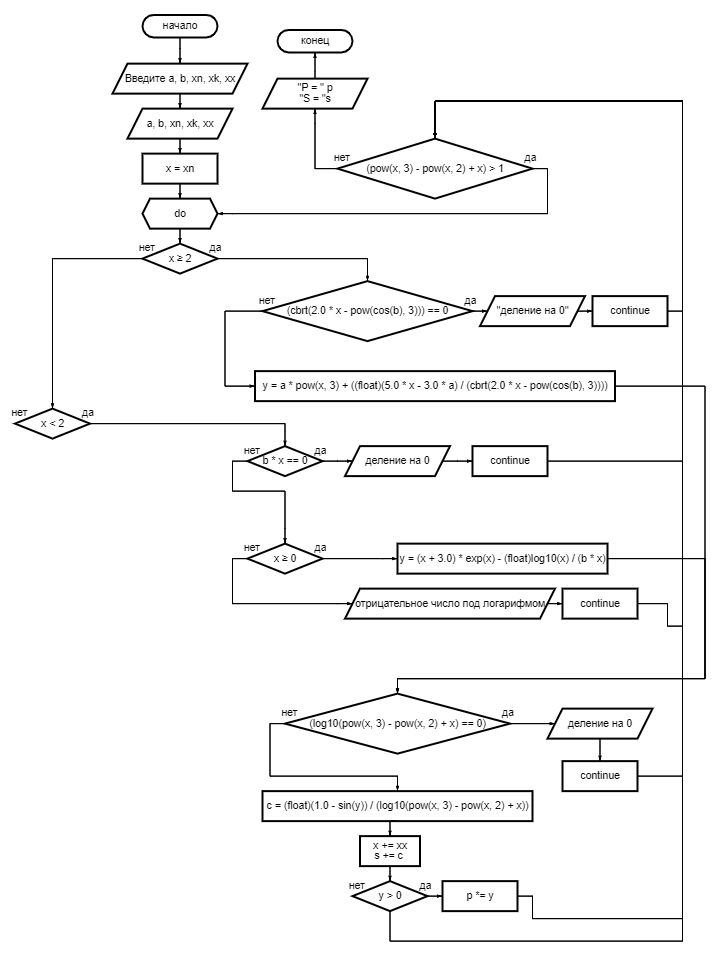 начало
конец
Введите a, b, xn, xk, xx
"P = " p
"S = "s
a, b, xn, xk, xx
нет
да
(pow(x, 3) - pow(x, 2) + x) > 1
x = xn
do
нет
да
x ≥ 2
нет
да
(cbrt(2.0 * x - pow(cos(b), 3))) == 0
"деление на 0"
continue
y = a * pow(x, 3) + ((float)(5.0 * x - 3.0 * a) / (cbrt(2.0 * x - pow(cos(b), 3))))
нет
да
x < 2
нет
да
b * x == 0
деление на 0
continue
нет
да
x ≥ 0
y = (x + 3.0) * exp(x) - (float)log10(x) / (b * x)
отрицательное число под логарифмом
continue
нет
да
(log10(pow(x, 3) - pow(x, 2) + x) == 0)
деление на 0
continue
c = (float)(1.0 - sin(y)) / (log10(pow(x, 3) - pow(x, 2) + x))
x += xx
s += c
нет
да
y > 0
p *= y